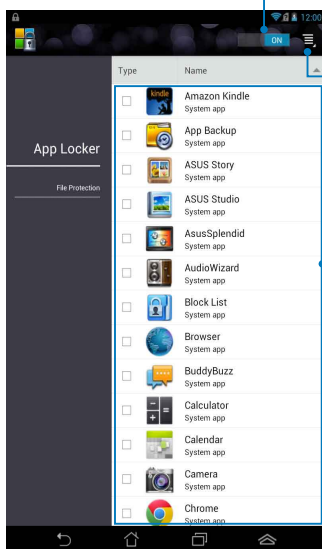 12:00
ON
Type Name
App Locker
File Protection
kindle
Amazon Kindle
System app
App Backup
System app
ASUS Story
System app
ASUS Studio
System app
AsusSplendid
System app
AudioWizard
System app
Block List
System app
Browser
System app
BuddyBuzz
System app
Calculator
System app
Calendar
System app
Camera
System app
Chrome
System app